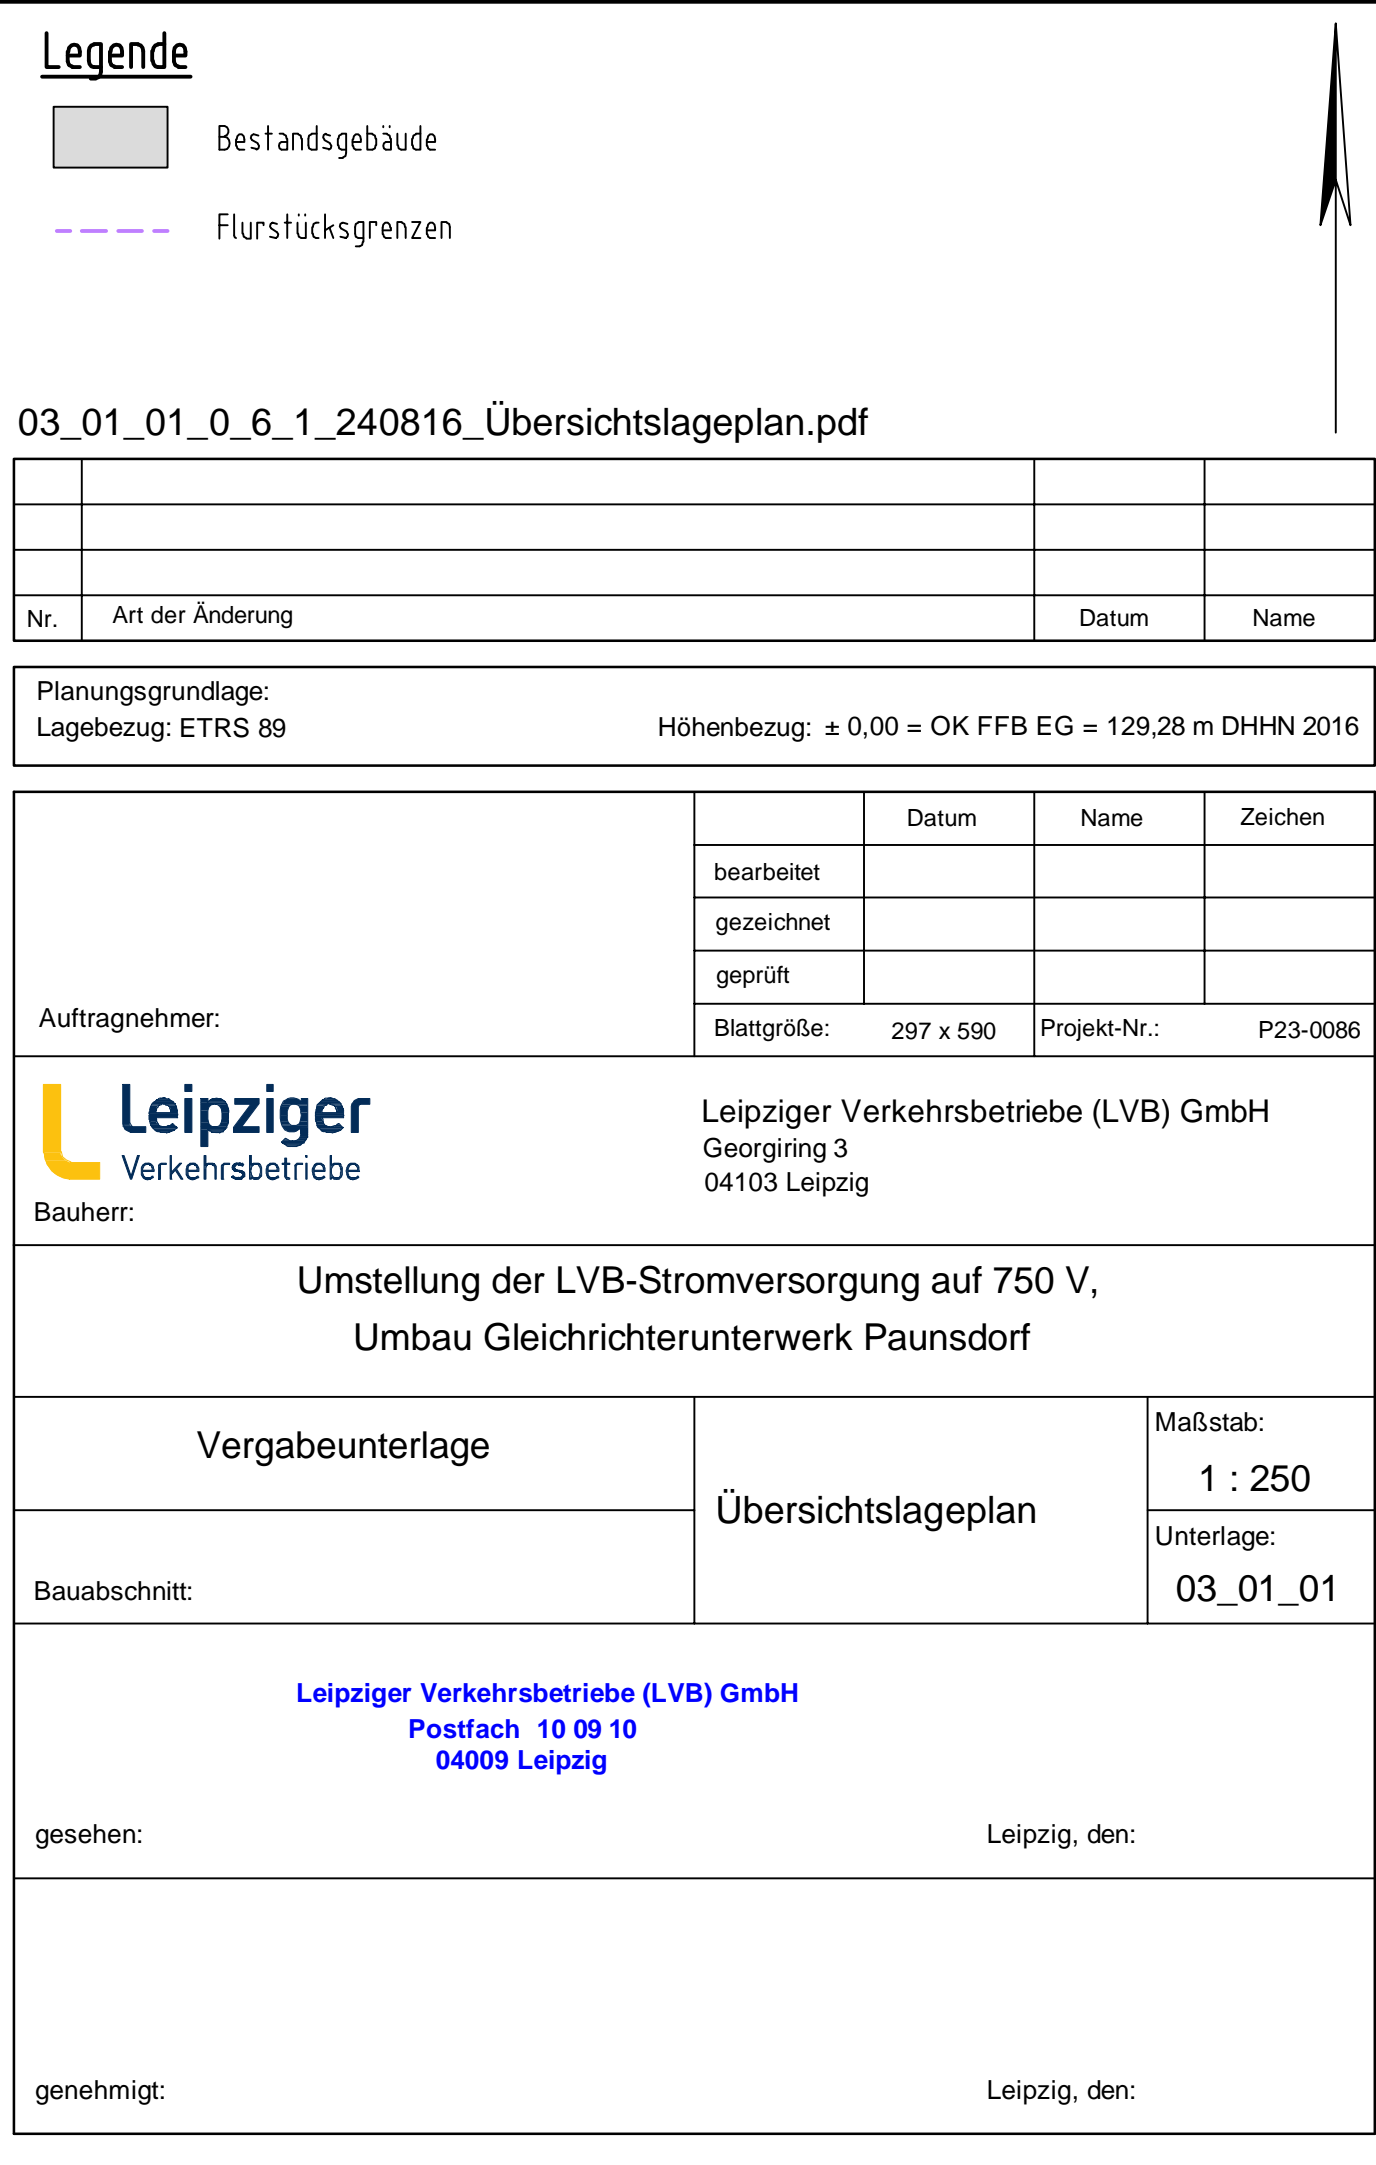 Legende
Bestandsgebäude
Flurstücksgrenzen
03_01_01_0_6_1_240816_Übersichtslageplan.pdf
Nr. Art der Änderung Datum Name
Planungsgrundlage:
Lagebezug: ETRS 89 Höhenbezug: ± 0,00 = OK FFB EG = 129,28 m DHHN 2016
Datum Name Zeichen
bearbeitet
gezeichnet
geprüft
Auftragnehmer:
Blattgröße: 297 x 590 Projekt-Nr.: P23-0086
Leipziger
Verkehrsbetriebe
Bauherr:
Leipziger Verkehrsbetriebe (LVB) GmbH
Georgiring 3
04103 Leipzig
Umstellung der LVB-Stromversorgung auf 750 V,
Umbau Gleichrichterunterwerk Paunsdorf
Vergabeunterlage
Bauabschnitt:
Übersichtslageplan
Maßstab:
1 : 250
Unterlage:
03_01_01
Leipziger Verkehrsbetriebe (LVB) GmbH
Postfach 10 09 10
04009 Leipzig
gesehen: Leipzig, den:
genehmigt: Leipzig, den: